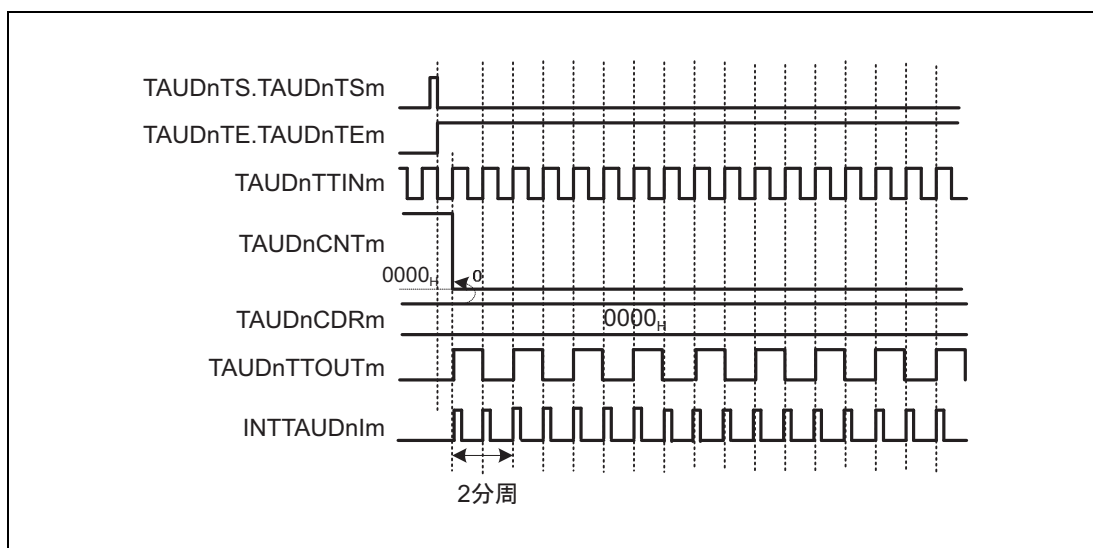 TAUDnTS.TAUDnTSm
TAUDnTE.TAUDnTEm
TAUDnTTINm
TAUDnCNTm
0000H
0
TAUDnCDRm
0000H
TAUDnTTOUTm
INTTAUDnIm
2分周